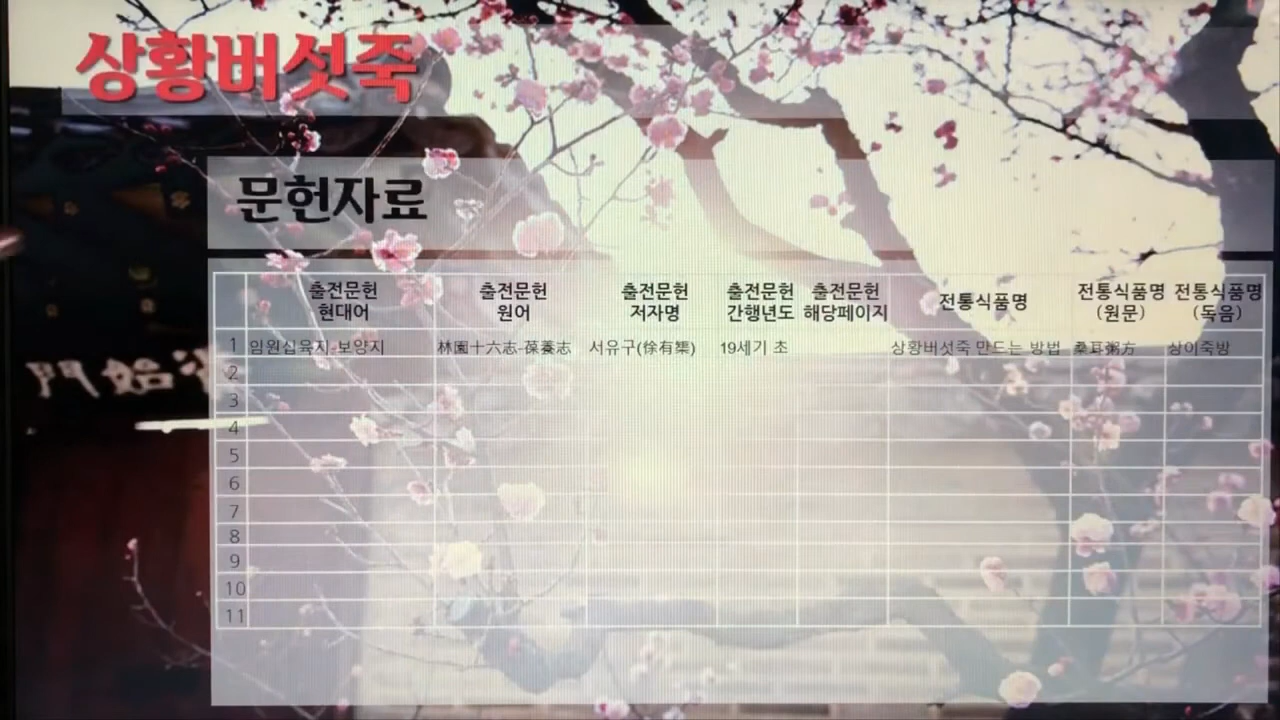 상황버섯죽
문헌자료
출전문헌 현대어
출전문헌 원어
출전문헌 저자명
출전문헌 간행년도
출전문헌 해당페이지
전통식품명
전통식품명 (원문)
전통식품명 (독음)
1 임원십육지-보양지 林園十六志-葆養志 서유구(徐有榘) 19세기 초 상황버섯죽 만드는 방법 桑耳粥方 상이죽방
2
3
4
5
6
7
8
9
10
11
門始